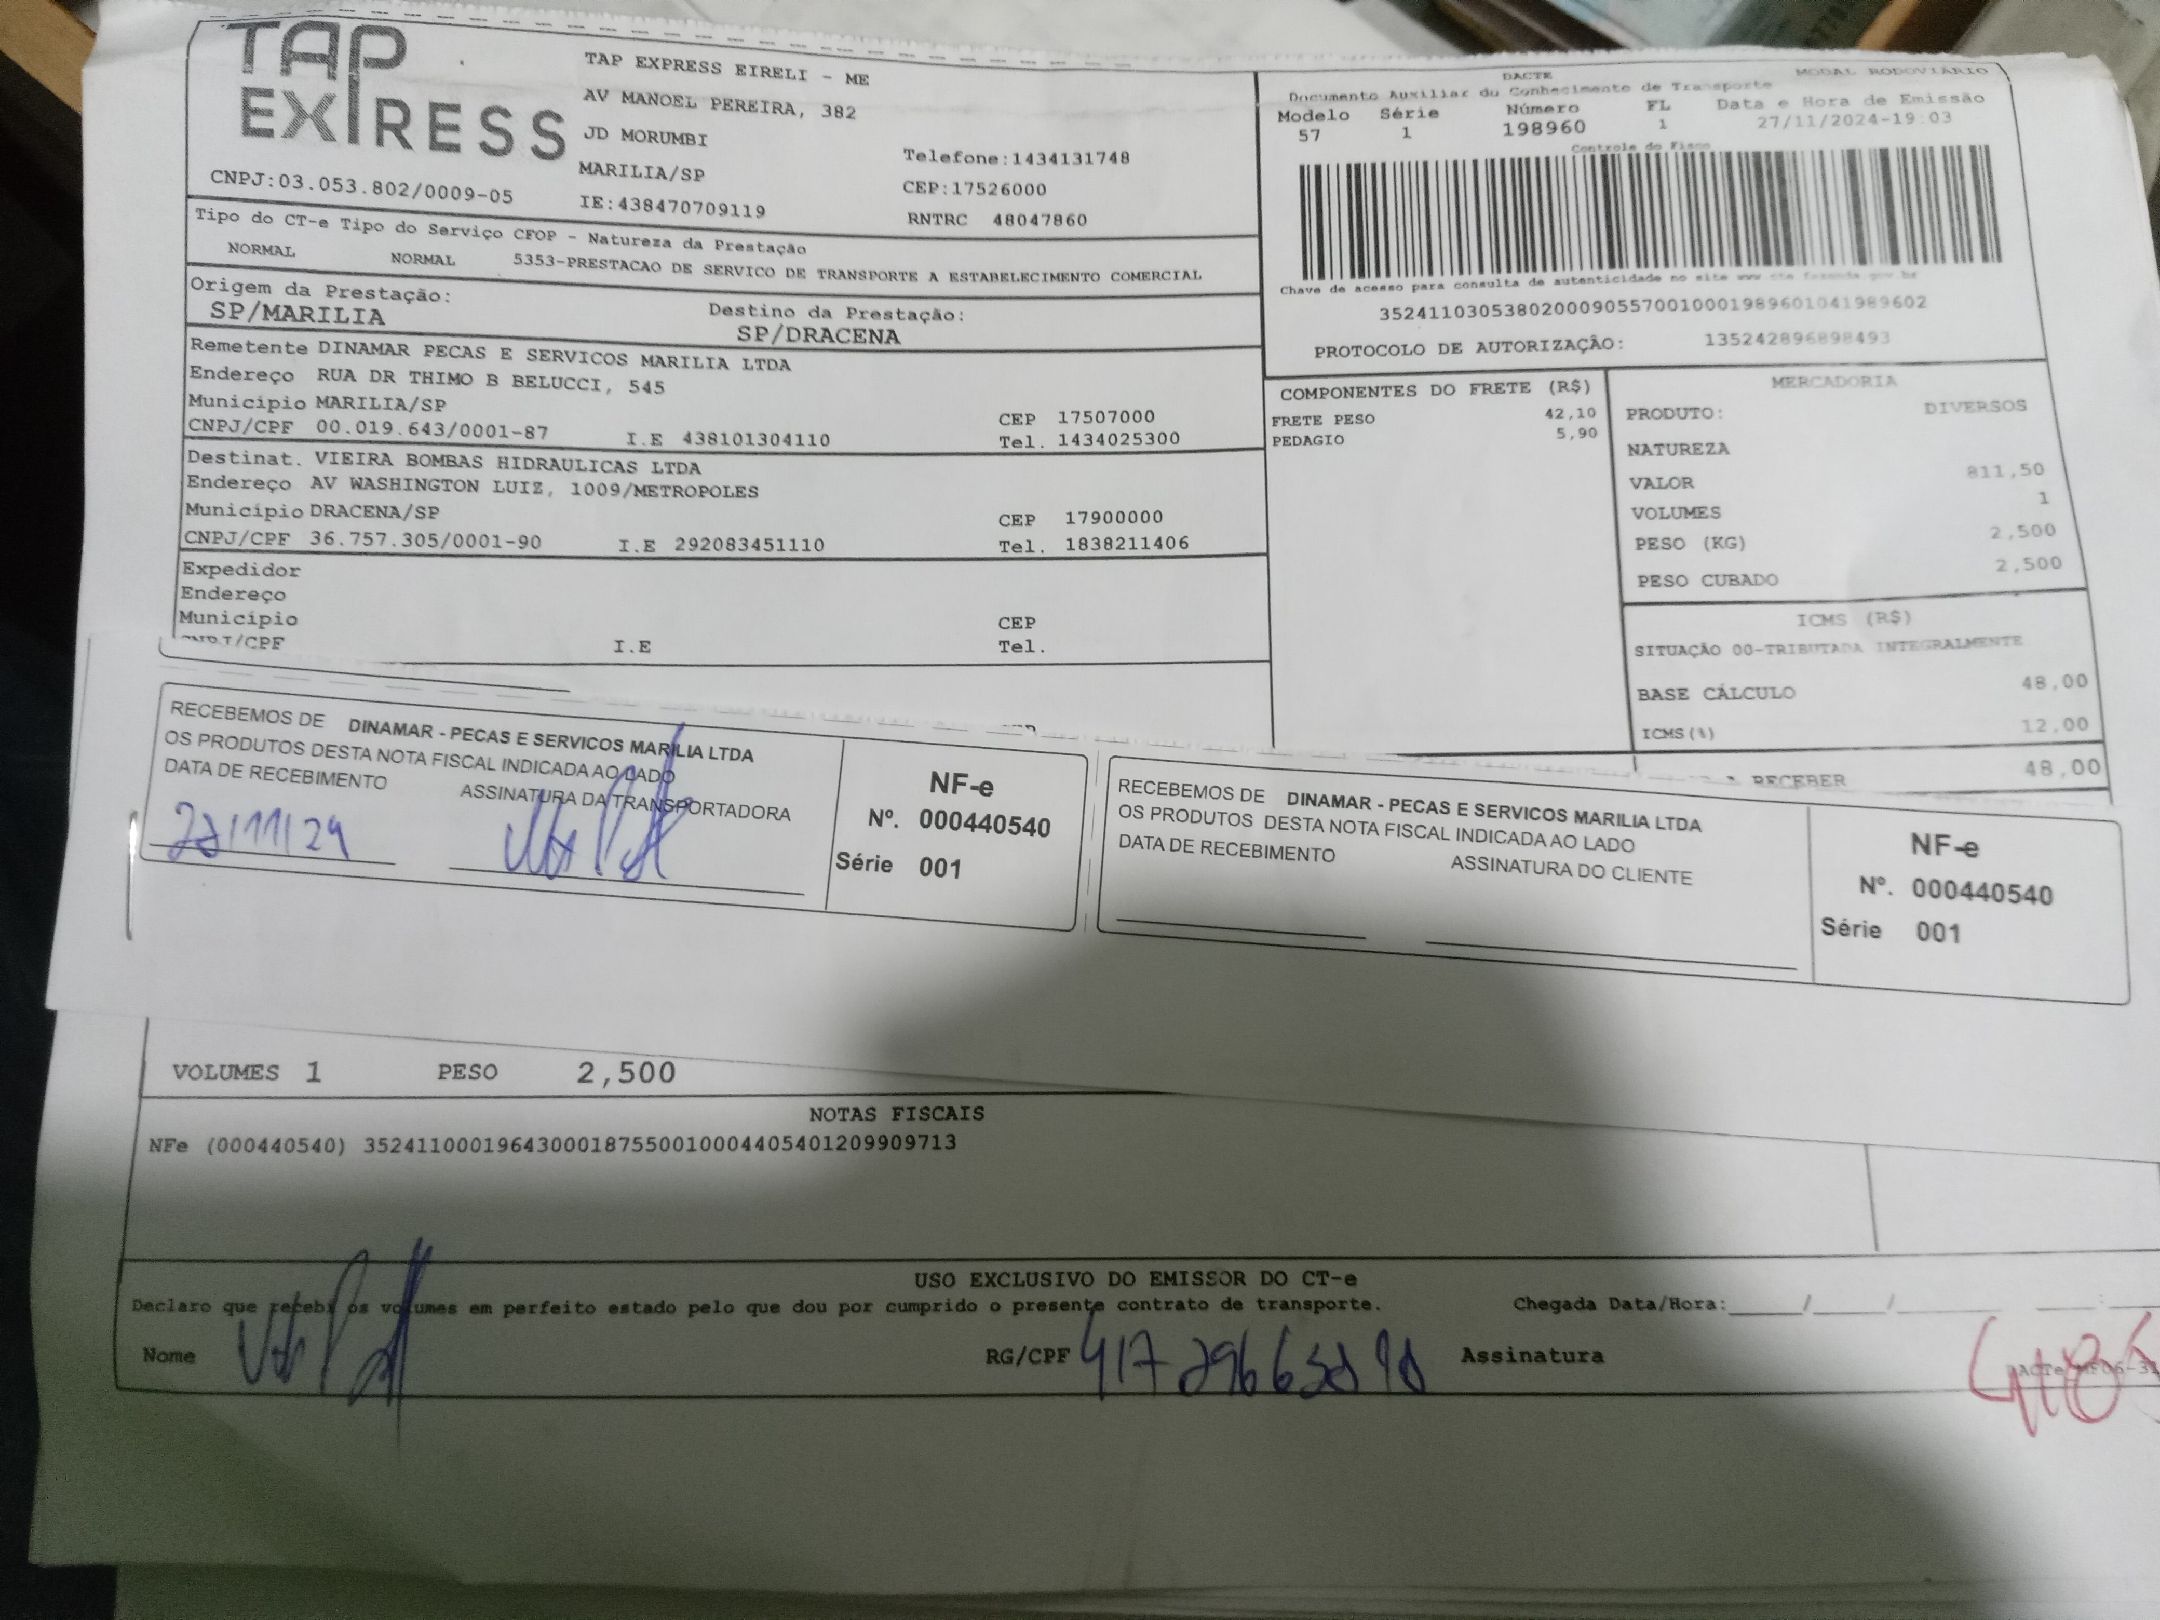 TAP
EXPRESS
TAP EXPRESS EIRELI - ME
AV MANOEL PEREIRA, 382
JD MORUMBI
MARILIA/SP
IE:438470709119
Telefone:1434131748
CEP:17526000
RNTRC 48047860
CNPJ:03.053.802/0009-05
DACTE
MODAL RODOVIÁRIO
Documento Auxiliar do Conhecimento de Transporte
Modelo Série Número FL Data e Hora de Emissão
57 1 198960 1 27/11/2024-19:03
Controle do Fisco
Chave de acesso para consulta de autenticidade no site www.cte.fazenda.gov.br
35241103053802000905570010001989601041989602
PROTOCOLO DE AUTORIZAÇÃO: 135242896898493
Tipo do CT-e Tipo do Serviço CFOP - Natureza da Prestação
NORMAL NORMAL 5353-PRESTACAO DE SERVICO DE TRANSPORTE A ESTABELECIMENTO COMERCIAL
Origem da Prestação: Destino da Prestação:
SP/MARILIA SP/DRACENA
Remetente DINAMAR PECAS E SERVICOS MARILIA LTDA
Endereço RUA DR THIMO B BELUCCI, 545
Município MARILIA/SP CEP 17507000
CNPJ/CPF 00.019.643/0001-87 I.E 438101304110 Tel. 1434025300
Destinat. VIEIRA BOMBAS HIDRAULICAS LTDA
Endereço AV WASHINGTON LUIZ, 1009/METROPOLES
Município DRACENA/SP CEP 17900000
CNPJ/CPF 36.757.305/0001-90 I.E 292083451110 Tel. 1838211406
Expedidor
Endereço
Município CEP
CNPJ/CPF I.E Tel.
COMPONENTES DO FRETE (R$)
FRETE PESO 42,10
PEDAGIO 5,90
MERCADORIA
PRODUTO: DIVERSOS
NATUREZA
VALOR 811,50
VOLUMES 1
PESO (KG) 2,500
PESO CUBADO 2,500
ICMS (R$)
SITUAÇÃO 00-TRIBUTADA INTEGRALMENTE
BASE CÁLCULO 48,00
ICMS(%) 12,00
RECEBER 48,00
RECEBEMOS DE DINAMAR - PECAS E SERVICOS MARILIA LTDA
OS PRODUTOS DESTA NOTA FISCAL INDICADA AO LADO
DATA DE RECEBIMENTO ASSINATURA DA TRANSPORTADORA
NF-e
Nº. 000440540
Série 001
RECEBEMOS DE DINAMAR - PECAS E SERVICOS MARILIA LTDA
OS PRODUTOS DESTA NOTA FISCAL INDICADA AO LADO
DATA DE RECEBIMENTO ASSINATURA DO CLIENTE
NF-e
Nº. 000440540
Série 001
VOLUMES 1 PESO 2,500
NOTAS FISCAIS
NFe (000440540) 35241100019643000187550010004405401209909713
USO EXCLUSIVO DO EMISSOR DO CT-e
Declaro que recebi os volumes em perfeito estado pelo que dou por cumprido o presente contrato de transporte. Chegada Data/Hora:
Nome RG/CPF Assinatura